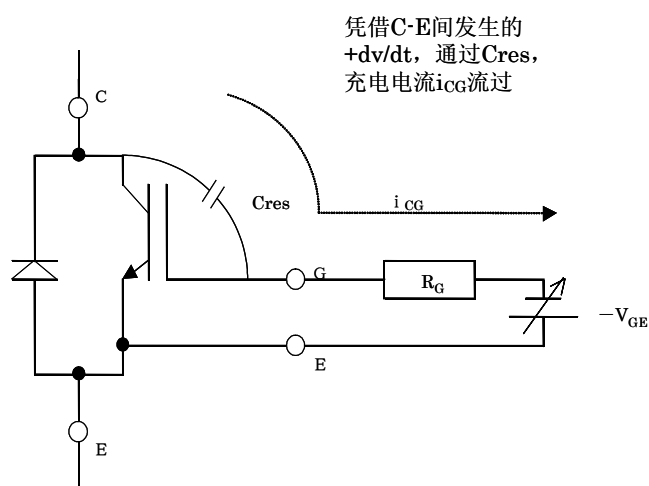 凭借C-E间发生的
+dv/dt，通过Cres，
充电电流iCG流过
C
Cres
i CG
G
RG
−VGE
E
E